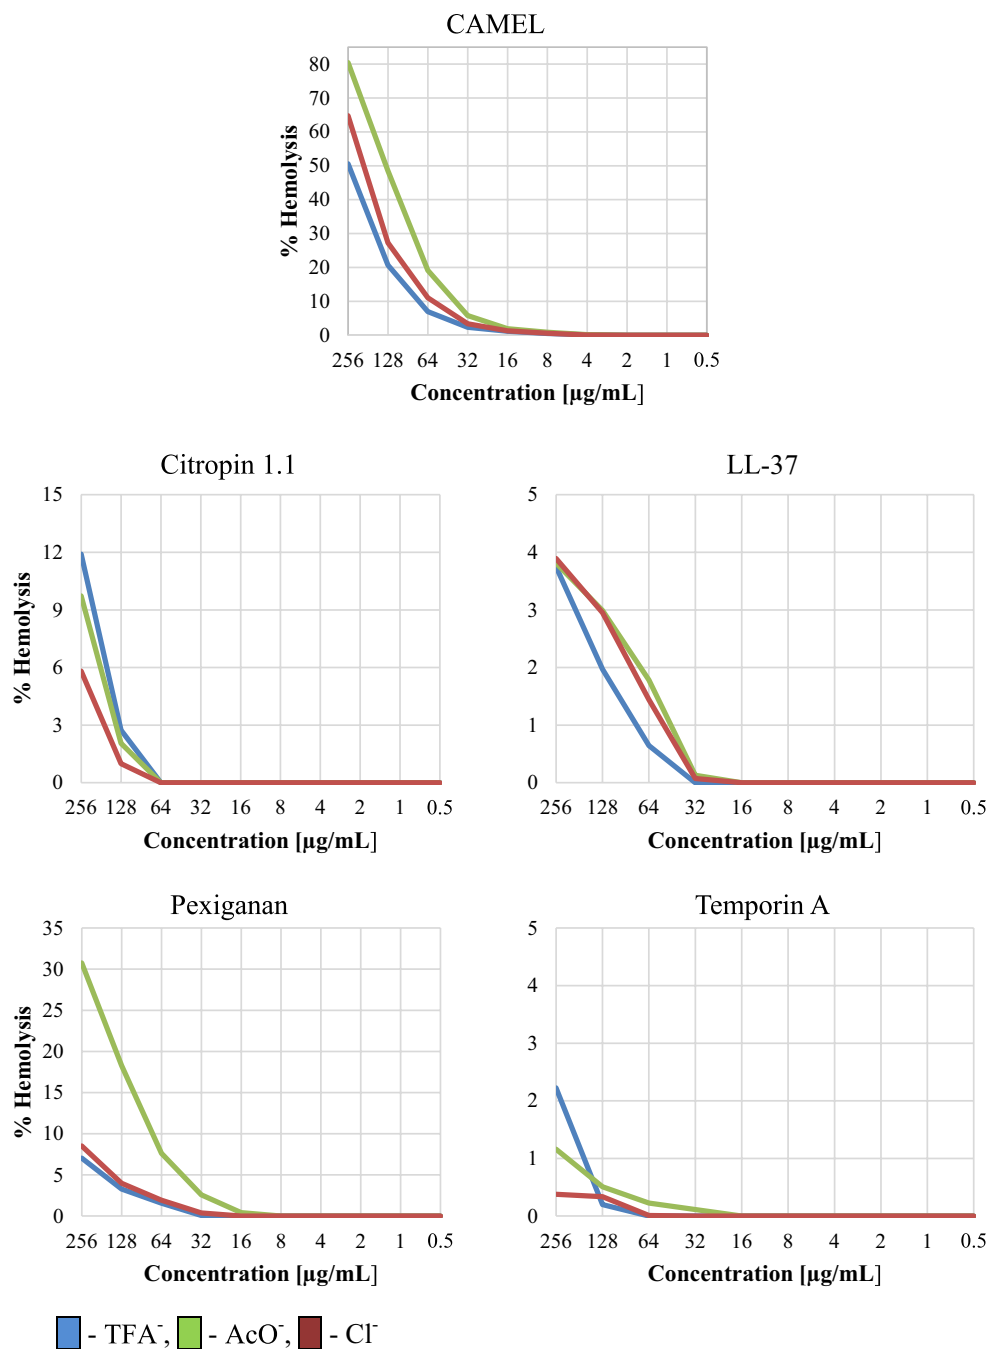 CAMEL
80
70
60
50
40
30
20
10
0
% Hemolysis
256 128 64 32 16 8 4 2 1 0.5
Concentration [µg/mL]
Citropin 1.1
15
12
9
6
3
0
% Hemolysis
256 128 64 32 16 8 4 2 1 0.5
Concentration [µg/mL]
LL-37
5
4
3
2
1
0
256 128 64 32 16 8 4 2 1 0.5
Concentration [µg/mL]
Pexiganan
35
30
25
20
15
10
5
0
% Hemolysis
256 128 64 32 16 8 4 2 1 0.5
Concentration [µg/mL]
Temporin A
5
4
3
2
1
0
256 128 64 32 16 8 4 2 1 0.5
Concentration [µg/mL]
- TFA⁻, - AcO⁻, - Cl⁻